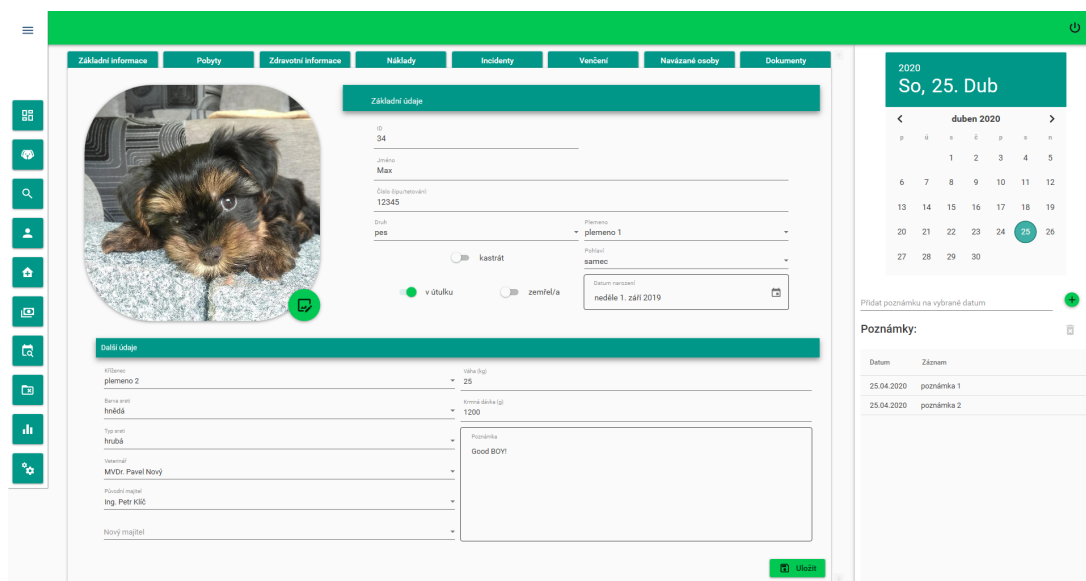 Základní informace
Pobyty
Zdravotní informace
Náklady
Incidenty
Venčení
Navázané osoby
Dokumenty
Základní údaje
ID
34
Jméno
Max
Číslo čipu/tetování
12345
Druh
pes
Plemeno
plemeno 1
kastrát
Pohlaví
samec
v útulku
zemřel/a
Datum narození
neděle 1. září 2019
Další údaje
Kříženec
plemeno 2
Váha (kg)
25
Barva srsti
hnědá
Krmná dávka (g)
1200
Typ srsti
hrubá
Poznámka
Good BOY!
Veterinář
MVDr. Pavel Nový
Původní majitel
Ing. Petr Klíč
Nový majitel
Uložit
2020
So, 25. Dub
duben 2020
p ú s č p s n
1 2 3 4 5
6 7 8 9 10 11 12
13 14 15 16 17 18 19
20 21 22 23 24 25 26
27 28 29 30
Přidat poznámku na vybrané datum
Poznámky:
Datum Záznam
25.04.2020 poznámka 1
25.04.2020 poznámka 2